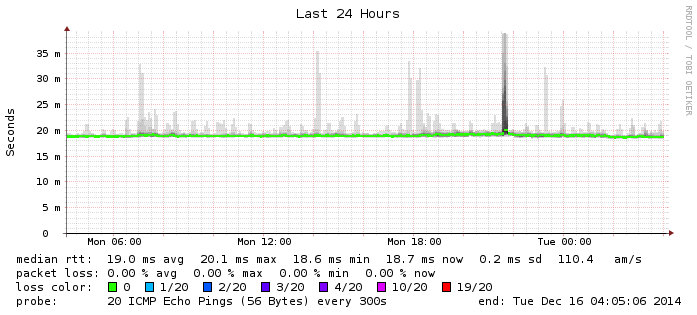 Last 24 Hours
RRDTOOL / TOBI OETIKER
Seconds
35 m
30 m
25 m
20 m
15 m
10 m
5 m
0
Mon 06:00 Mon 12:00 Mon 18:00 Tue 00:00
median rtt: 19.0 ms avg 20.1 ms max 18.6 ms min 18.7 ms now 0.2 ms sd 110.4 am/s
packet loss: 0.00 % avg 0.00 % max 0.00 % min 0.00 % now
loss color: 0 1/20 2/20 3/20 4/20 10/20 19/20
probe: 20 ICMP Echo Pings (56 Bytes) every 300s end: Tue Dec 16 04:05:06 2014